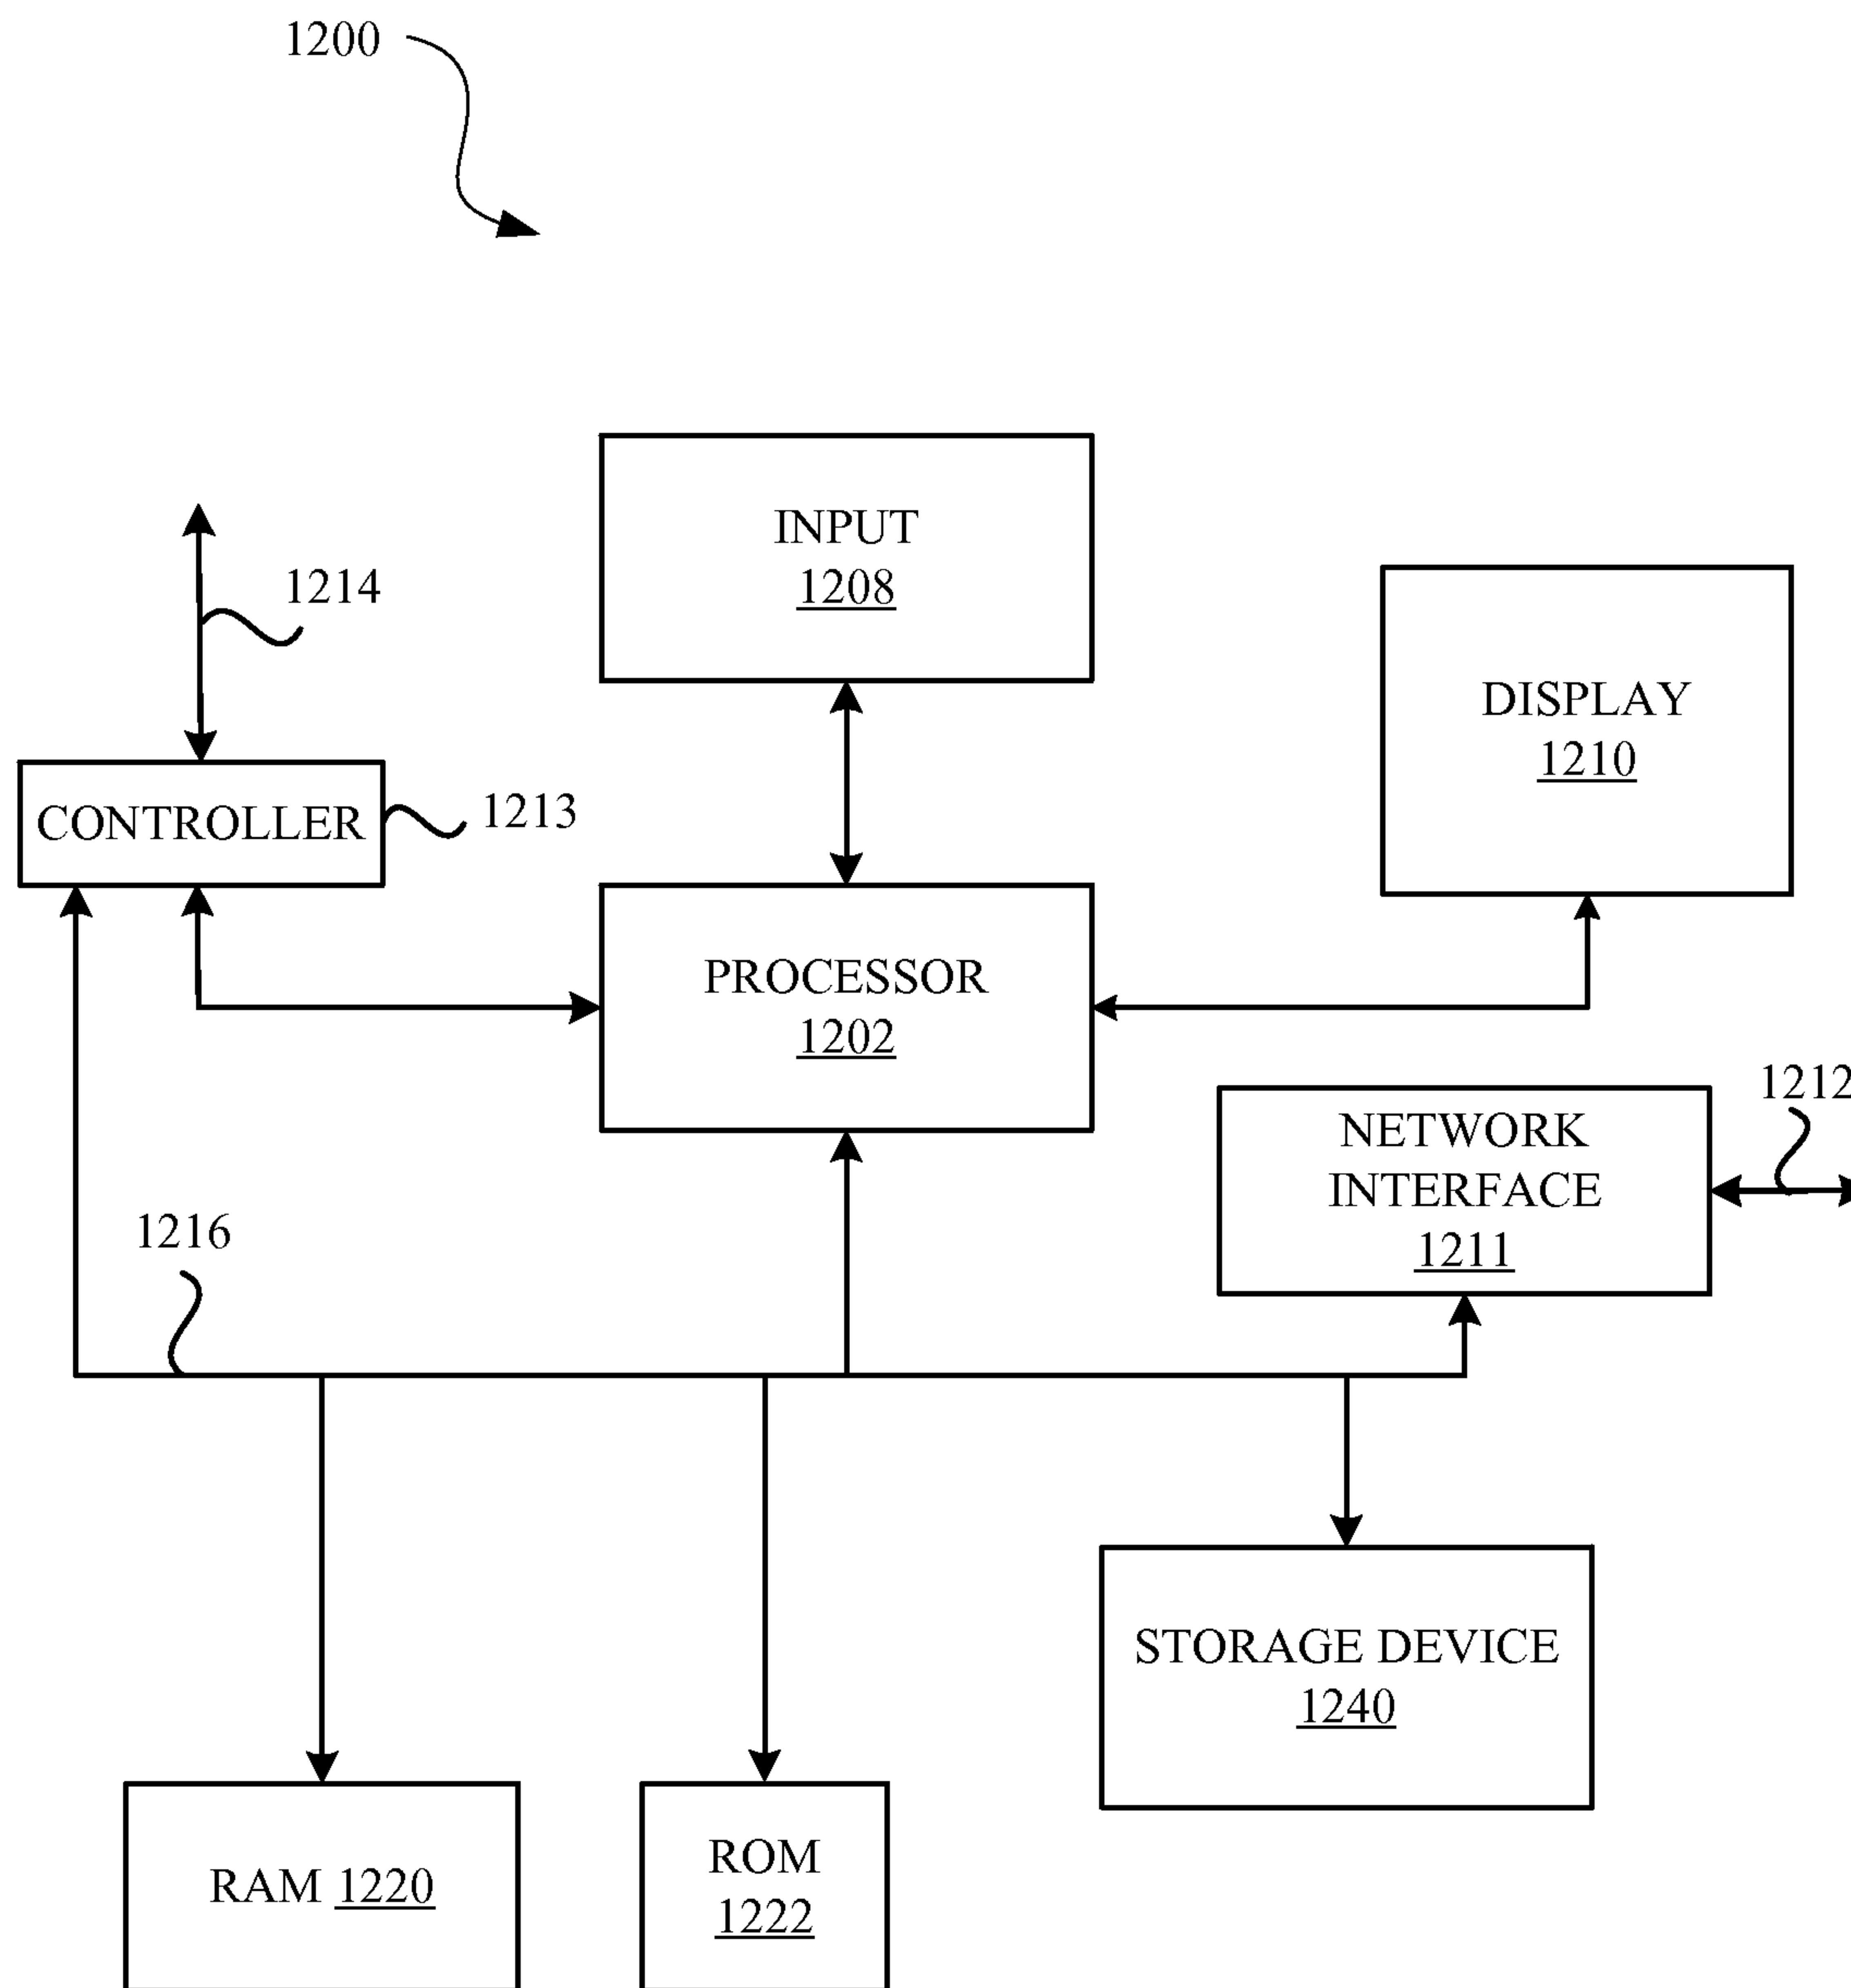 1200
INPUT
1208
1214
DISPLAY
1210
CONTROLLER
1213
PROCESSOR
1202
1212
NETWORK
INTERFACE
1211
1216
STORAGE DEVICE
1240
RAM 1220
ROM
1222